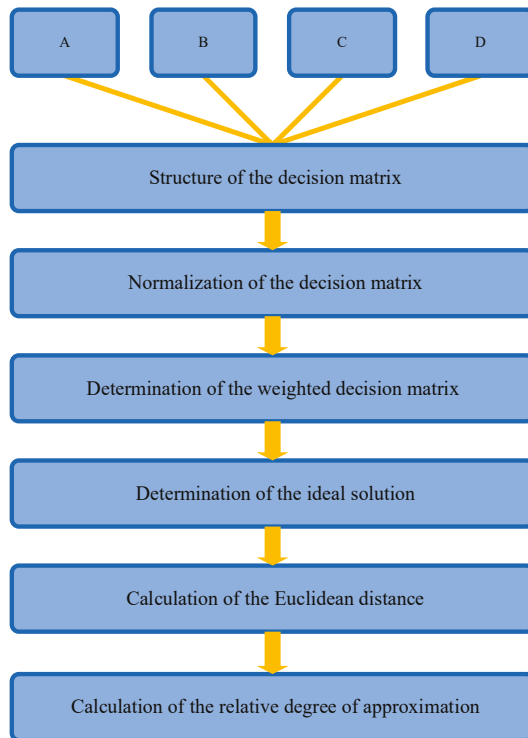 A
B
C
D
Structure of the decision matrix
Normalization of the decision matrix
Determination of the weighted decision matrix
Determination of the ideal solution
Calculation of the Euclidean distance
Calculation of the relative degree of approximation